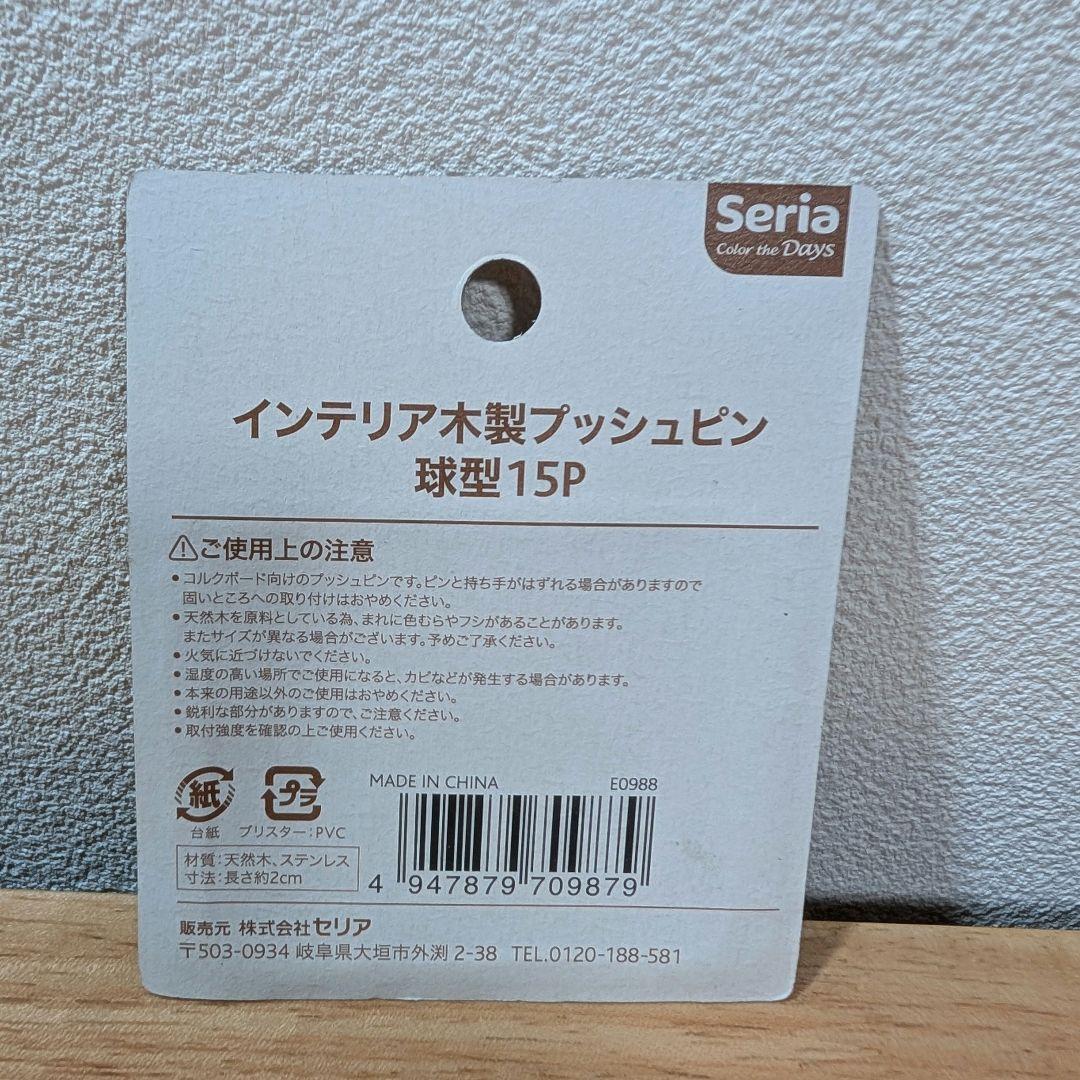 Seria
Color the Days
インテリア木製プッシュピン
球型15P
ご使用上の注意
•コルクボード向けのプッシュピンです。ピンと持ち手がはずれる場合がありますので
固いところへの取り付けはおやめください。
•天然木を原料としている為、まれに色むらやフシがあることがあります。
またサイズが異なる場合がございます。予めご了承ください。
•火気に近づけないでください。
•湿度の高い場所でご使用になると、カビなどが発生する場合があります。
•本来の用途以外のご使用はおやめください。
•鋭利な部分がありますので、ご注意ください。
•取付強度を確認の上ご使用ください。
紙 プラ MADE IN CHINA E0988
台紙 ブリスター:PVC
材質:天然木、ステンレス
寸法:長さ約2cm
4 947879 709879
販売元 株式会社セリア
〒503-0934 岐阜県大垣市外渕 2-38 TEL.0120-188-581